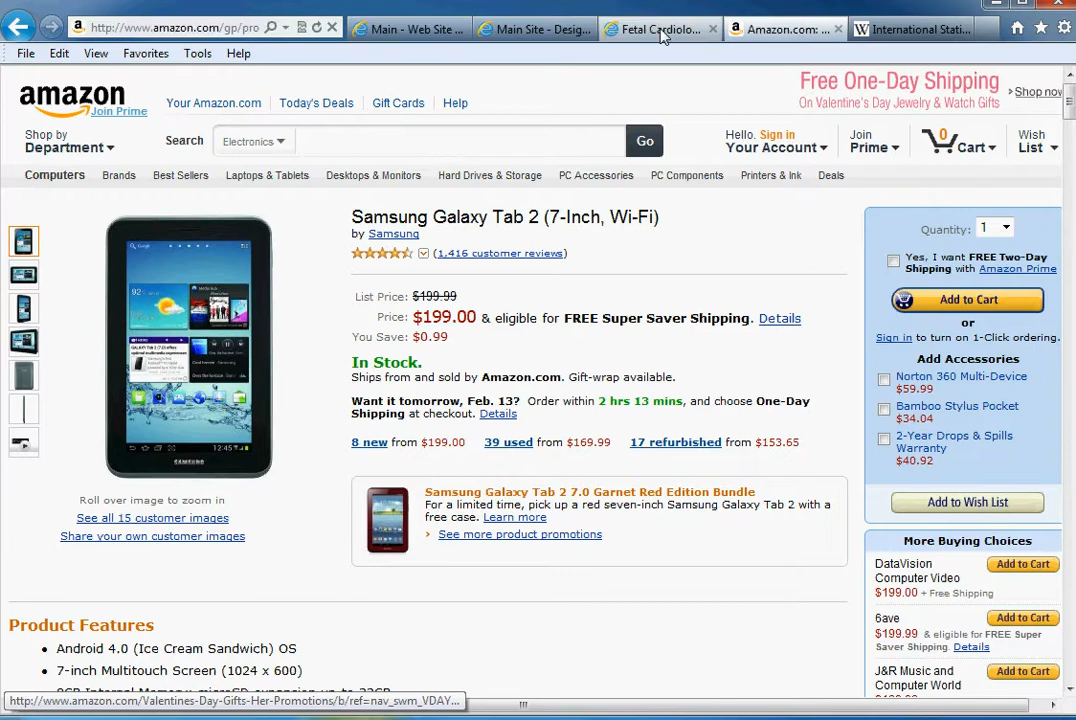 http://www.amazon.com/gp/pro
Main - Web Site ...
Main Site - Desig...
Fetal Cardiolo...
Amazon.com: ...
International Stati...
File Edit View Favorites Tools Help
amazon
Join Prime
Your Amazon.com Today's Deals Gift Cards Help
Free One-Day Shipping
On Valentine's Day Jewelry & Watch Gifts
Shop now
Shop by
Department
Search Electronics Go
Hello. Sign in
Your Account
Join
Prime
0
Cart
Wish
List
Computers Brands Best Sellers Laptops & Tablets Desktops & Monitors Hard Drives & Storage PC Accessories PC Components Printers & Ink Deals
Samsung Galaxy Tab 2 (7-Inch, Wi-Fi)
by Samsung
(1,416 customer reviews)
List Price: $199.99
Price: $199.00 & eligible for FREE Super Saver Shipping. Details
You Save: $0.99
In Stock.
Ships from and sold by Amazon.com. Gift-wrap available.
Want it tomorrow, Feb. 13? Order within 2 hrs 13 mins, and choose One-Day
Shipping at checkout. Details
8 new from $199.00 39 used from $169.99 17 refurbished from $153.65
Samsung Galaxy Tab 2 7.0 Garnet Red Edition Bundle
For a limited time, pick up a red seven-inch Samsung Galaxy Tab 2 with a
free case. Learn more
› See more product promotions
92°
12:45
SAMSUNG
Roll over image to zoom in
See all 15 customer images
Share your own customer images
Quantity: 1
Yes, I want FREE Two-Day
Shipping with Amazon Prime
Add to Cart
or
Sign in to turn on 1-Click ordering.
Add Accessories
Norton 360 Multi-Device
$59.99
Bamboo Stylus Pocket
$34.04
2-Year Drops & Spills
Warranty
$40.92
Add to Wish List
More Buying Choices
DataVision
Computer Video
$199.00 + Free Shipping
Add to Cart
6ave
$199.99 & eligible for FREE Super
Saver Shipping. Details
Add to Cart
J&R Music and
Computer World
Add to Cart
Product Features
Android 4.0 (Ice Cream Sandwich) OS
7-inch Multitouch Screen (1024 x 600)
http://www.amazon.com/Valentines-Day-Gifts-Her-Promotions/b/ref=nav_swm_VDAY...